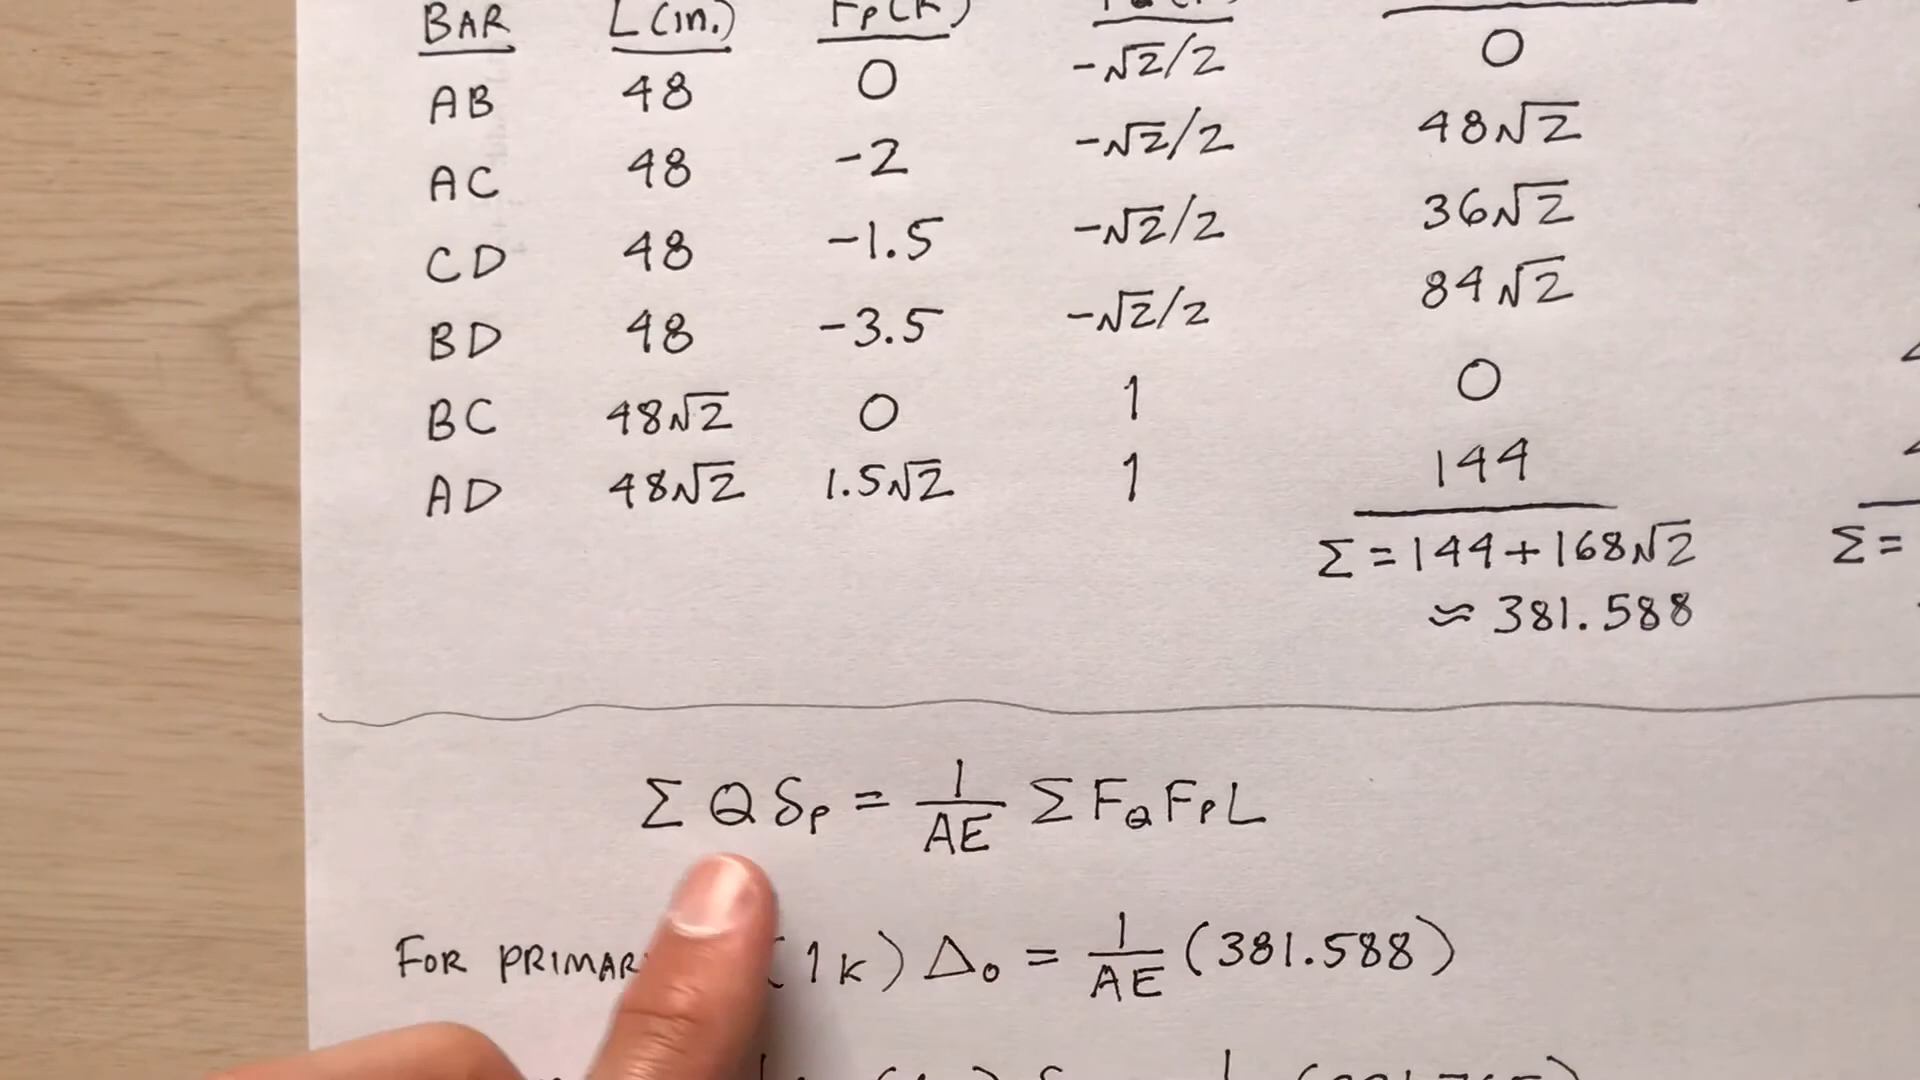 BAR L(in.) Fp(K)
AB 48 0 -√2/2 0
AC 48 -2 -√2/2 48√2
CD 48 -1.5 -√2/2 36√2
BD 48 -3.5 -√2/2 84√2
BC 48√2 0 1 0
AD 48√2 1.5√2 1 144
Σ = 144 + 168√2 Σ =
≈ 381.588
Σ Q δP = 1/AE Σ FQ FP L
FOR PRIMAR (1K) Δ0 = 1/AE (381.588)